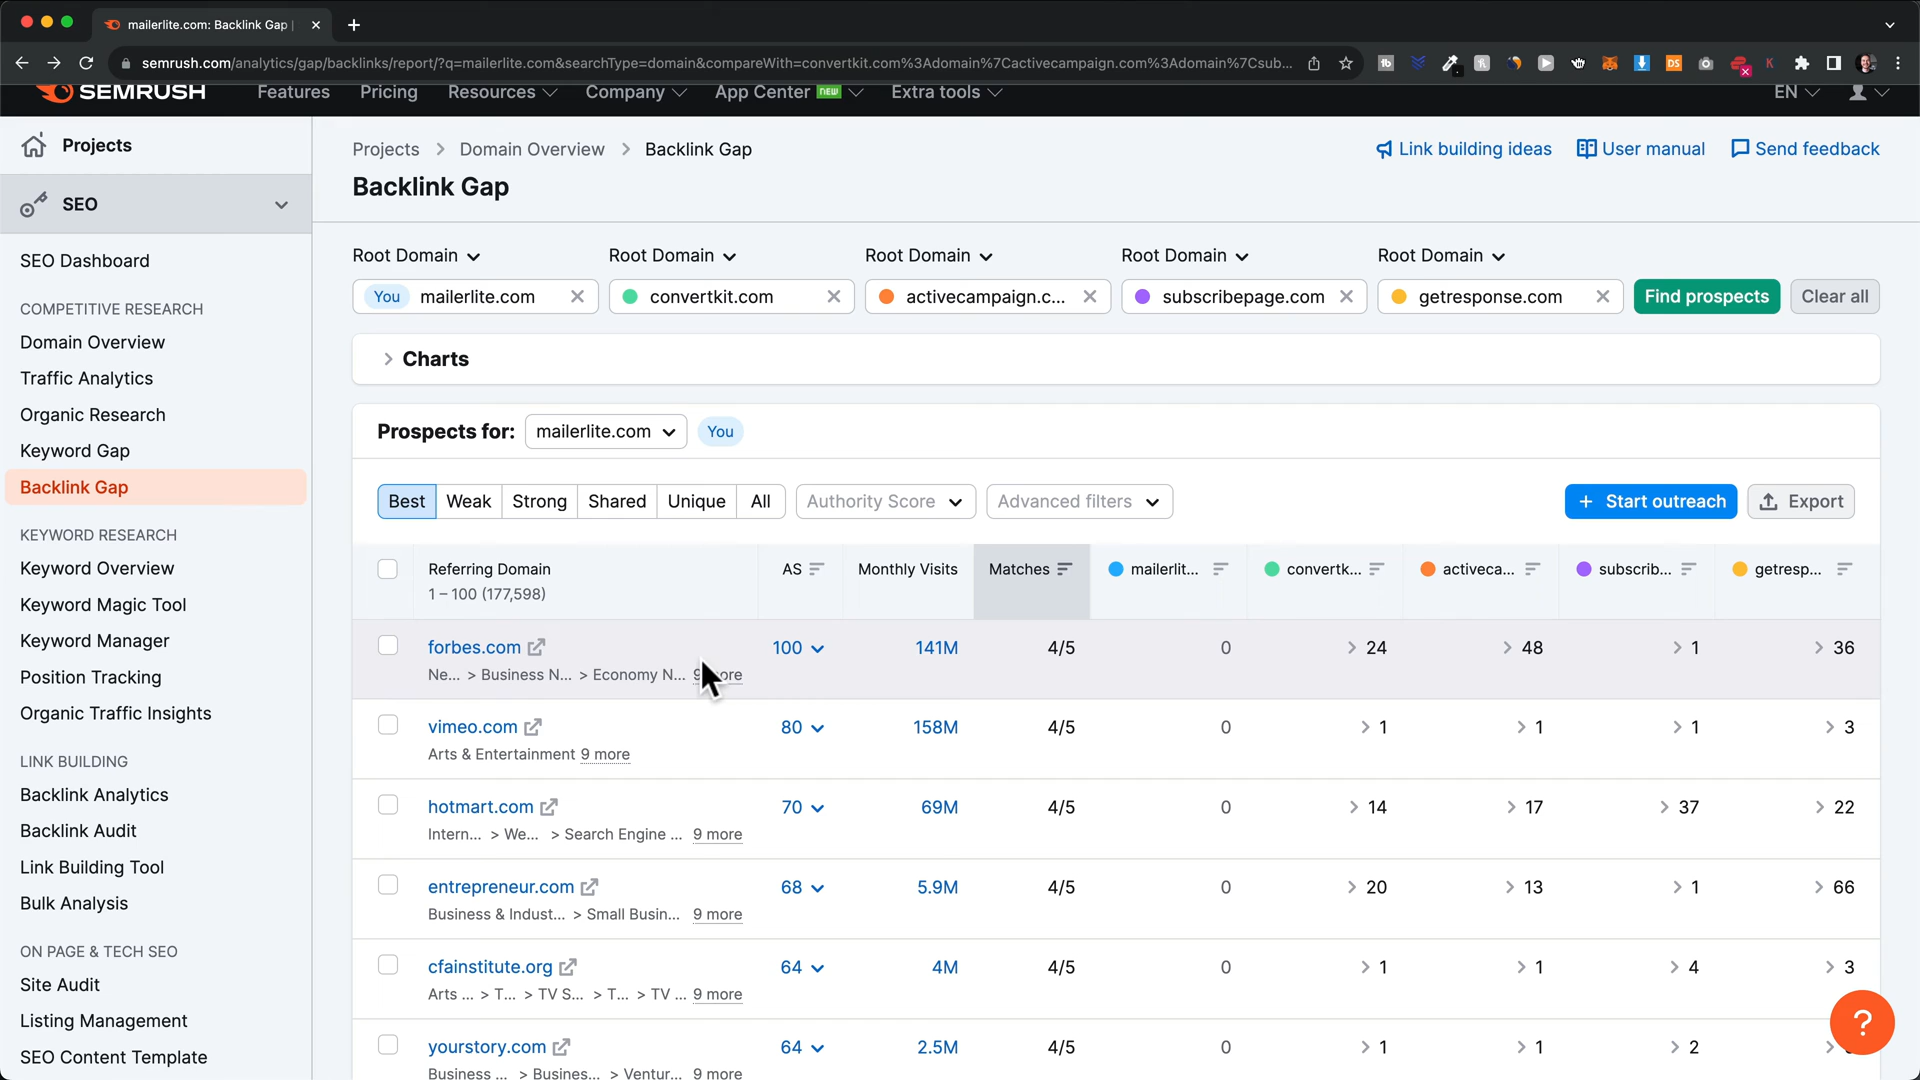 mailerlite.com: Backlink Gap |
semrush.com/analytics/gap/backlinks/report/?q=mailerlite.com&searchType=domain&compareWith=convertkit.com%3Adomain%7Cactivecampaign.com%3Adomain%7Csub...
SEMRUSH Features Pricing Resources Company App Center NEW Extra tools EN
Projects
SEO
SEO Dashboard
COMPETITIVE RESEARCH
Domain Overview
Traffic Analytics
Organic Research
Keyword Gap
Backlink Gap
KEYWORD RESEARCH
Keyword Overview
Keyword Magic Tool
Keyword Manager
Position Tracking
Organic Traffic Insights
LINK BUILDING
Backlink Analytics
Backlink Audit
Link Building Tool
Bulk Analysis
ON PAGE & TECH SEO
Site Audit
Listing Management
SEO Content Template
Projects > Domain Overview > Backlink Gap
Link building ideas User manual Send feedback
Backlink Gap
Root Domain Root Domain Root Domain Root Domain Root Domain
You mailerlite.com convertkit.com activecampaign.c... subscribepage.com getresponse.com Find prospects Clear all
Charts
Prospects for: mailerlite.com You
Best Weak Strong Shared Unique All Authority Score Advanced filters + Start outreach Export
Referring Domain AS Monthly Visits Matches mailerlit... convertk... activeca... subscrib... getresp...
1 – 100 (177,598)
forbes.com 100 141M 4/5 0 > 24 > 48 > 1 > 36
Ne... > Business N... > Economy N...
vimeo.com 80 158M 4/5 0 > 1 > 1 > 1 > 3
Arts & Entertainment 9 more
hotmart.com 70 69M 4/5 0 > 14 > 17 > 37 > 22
Intern... > We... > Search Engine ... 9 more
entrepreneur.com 68 5.9M 4/5 0 > 20 > 13 > 1 > 66
Business & Indust... > Small Busin... 9 more
cfainstitute.org 64 4M 4/5 0 > 1 > 1 > 4 > 3
Arts ... > T... > TV S... > T... > TV ... 9 more
yourstory.com 64 2.5M 4/5 0 > 1 > 1 > 2 >
Business ... > Busines... > Ventur... 9 more
?